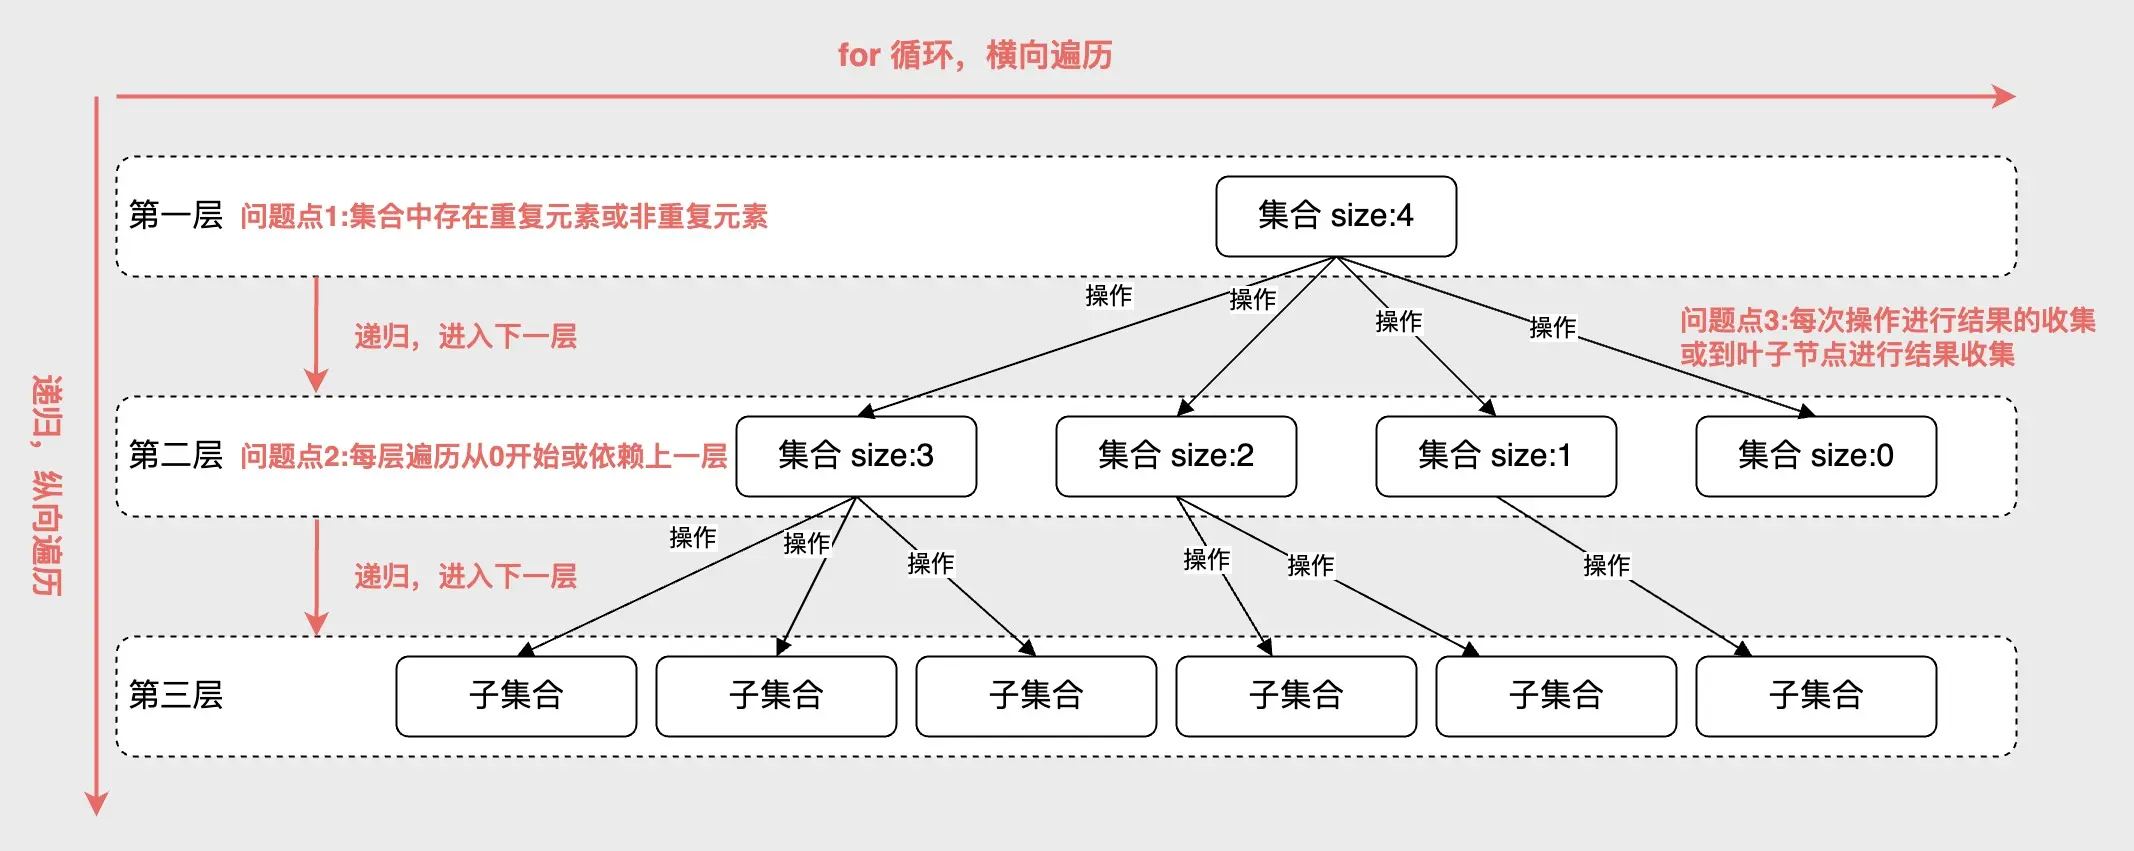 for 循环，横向遍历
递归，纵向遍历
第一层
问题点1:集合中存在重复元素或非重复元素
集合 size:4
操作
操作
操作
操作
递归，进入下一层
问题点3:每次操作进行结果的收集
或到叶子节点进行结果收集
第二层
问题点2:每层遍历从0开始或依赖上一层
集合 size:3
集合 size:2
集合 size:1
集合 size:0
操作
操作
操作
操作
操作
操作
递归，进入下一层
第三层
子集合
子集合
子集合
子集合
子集合
子集合